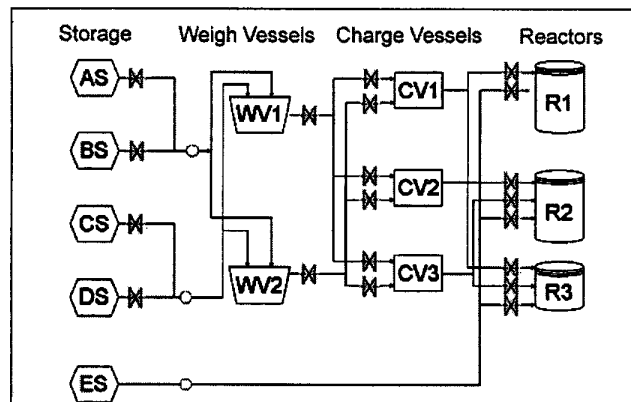 Storage Weigh Vessels Charge Vessels Reactors
AS WV1 CV1 R1
BS
CS CV2 R2
DS WV2 CV3 R3
ES